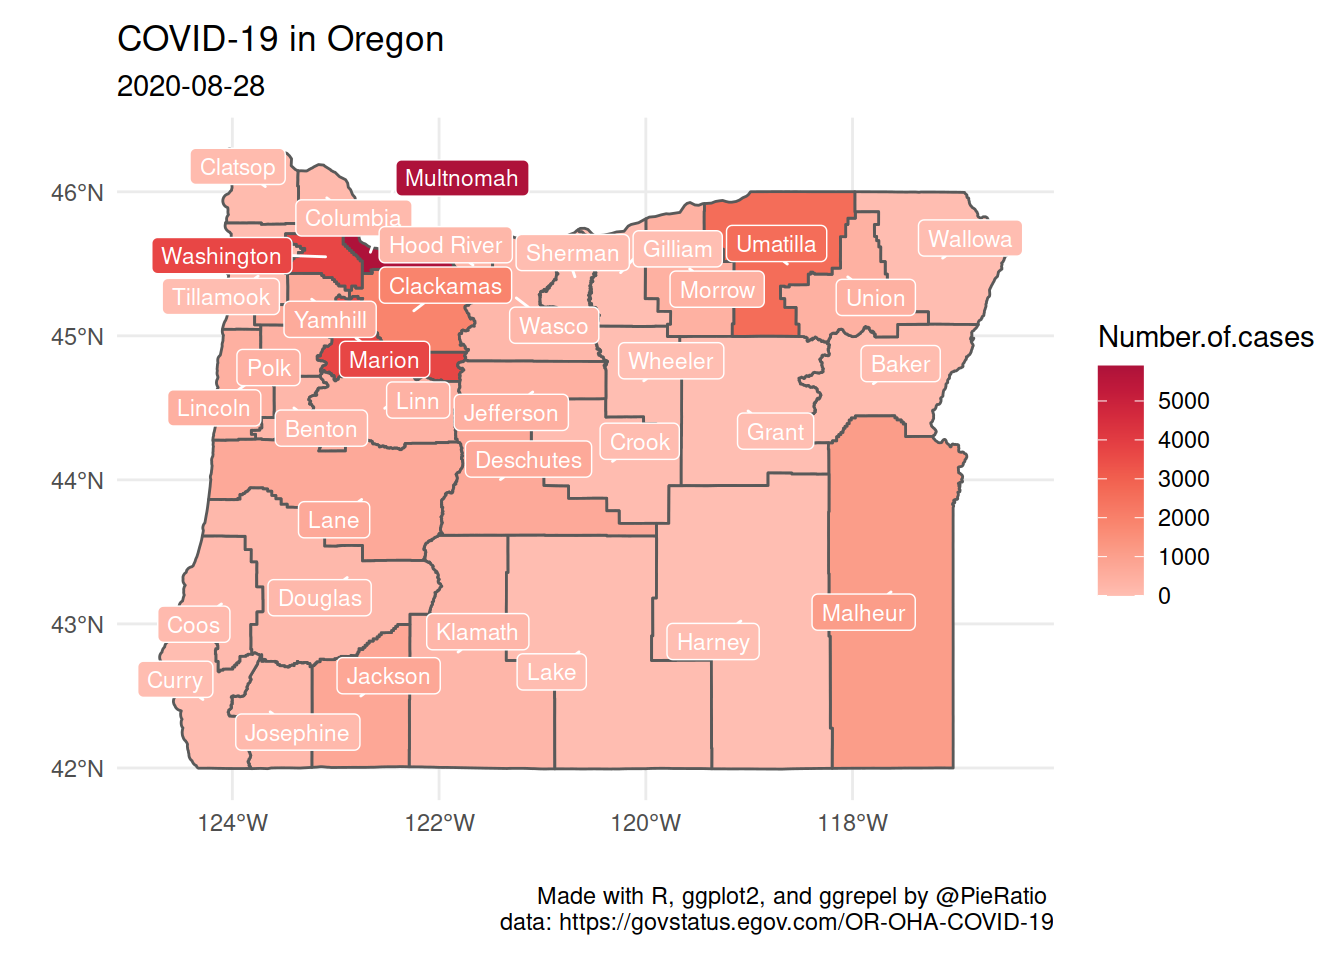 COVID-19 in Oregon
2020-08-28
46°N
45°N
44°N
43°N
42°N
Clatsop
Multnomah
Columbia
Washington
Hood River
Sherman
Gilliam
Umatilla
Wallowa
Tillamook
Clackamas
Morrow
Union
Yamhill
Wasco
Polk
Marion
Wheeler
Baker
Lincoln
Linn
Jefferson
Benton
Crook
Grant
Deschutes
Lane
Douglas
Coos
Klamath
Malheur
Harney
Curry
Jackson
Lake
Josephine
124°W
122°W
120°W
118°W
Number.of.cases
5000
4000
3000
2000
1000
0
Made with R, ggplot2, and ggrepel by @PieRatio
data: https://govstatus.egov.com/OR-OHA-COVID-19